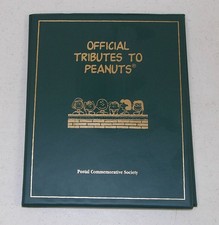 OFFICIAL
TRIBUTES TO
PEANUTS®
Postal Commemorative Society